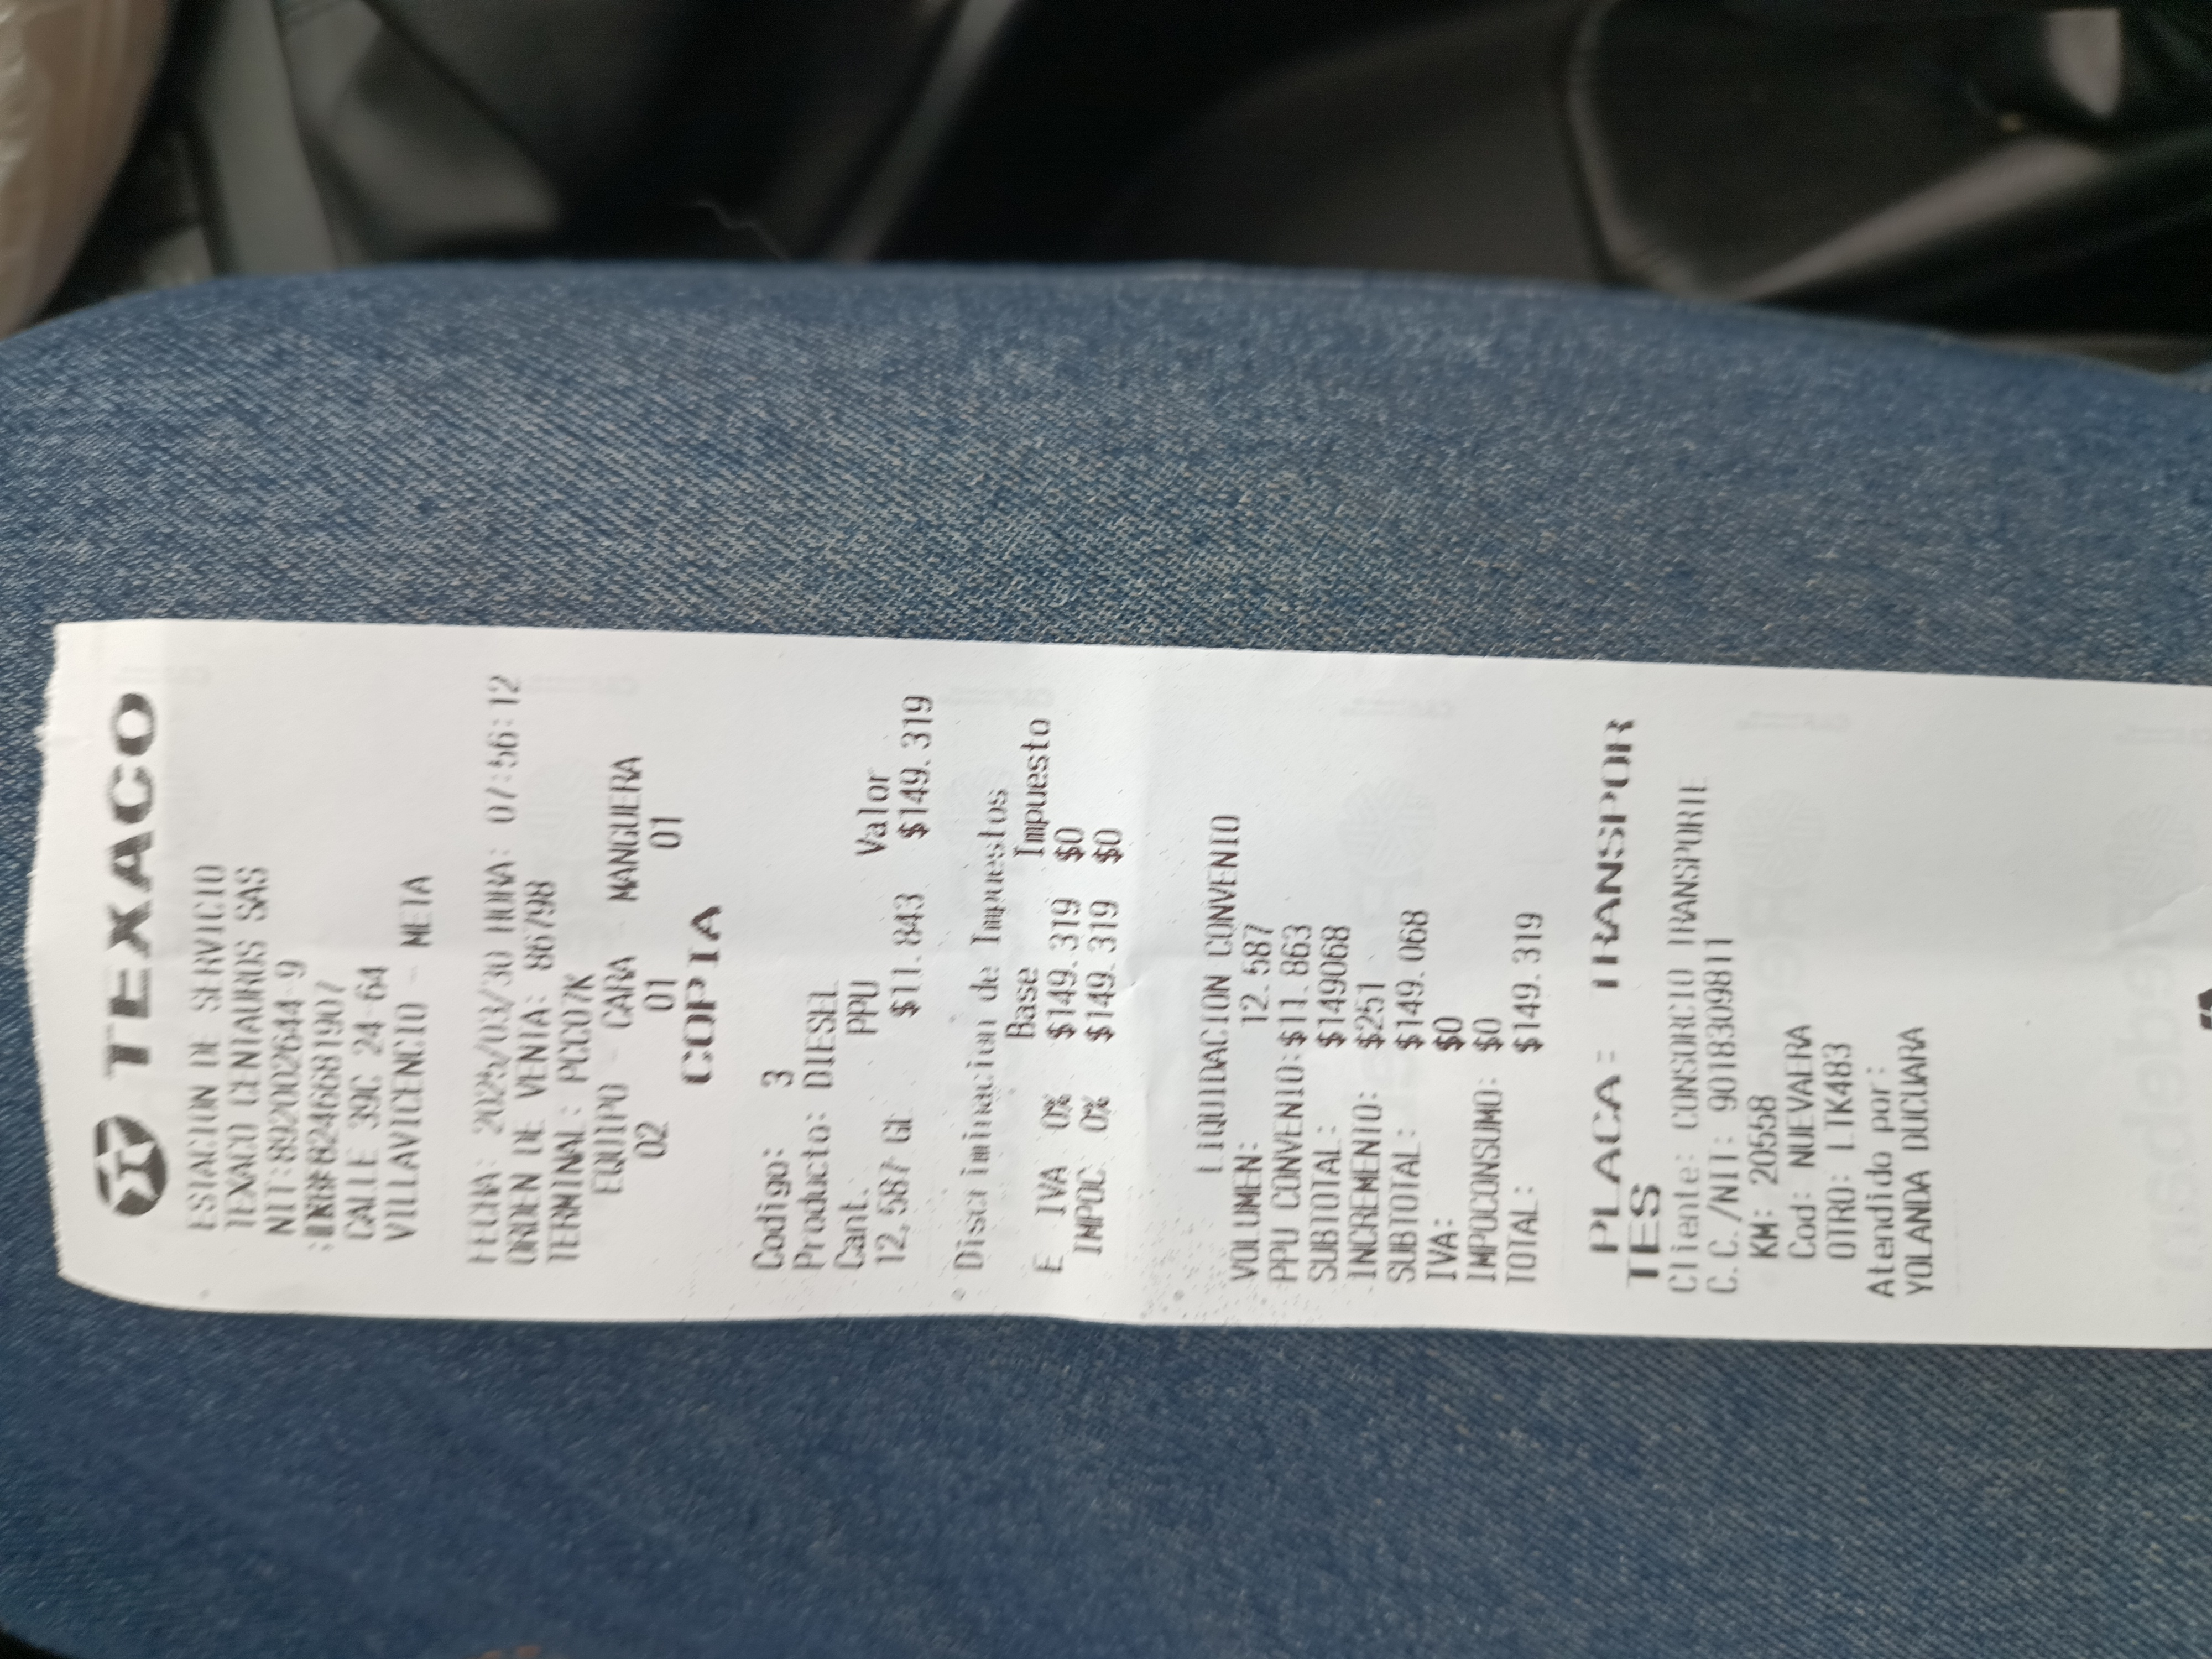 TEXACO
ESTACION DE SERVICIO
TEXACO CENTAUROS SAS
NIT:892002644-9
CALLE 39C 24-64
VILLAVICENCIO - META
FECHA: 2025/03/30 HORA: 07:56:12
ORDEN DE VENTA: 86798
TERMINAL: PCCO7K
EQUIPO - CARA - MANGUERA
02 01 01
COPIA
Codigo: 3
Producto: DIESEL
Cant. PPU Valor
12,587 GL $11.843 $149.319
Discriminacion de Impuestos
Base Impuesto
E IVA 0% $149.319 $0
IMPOC 0% $149.319 $0
LIQUIDACION CONVENIO
VOLUMEN: 12.587
PPU CONVENIO:$11.863
SUBTOTAL: $149068
INCREMENTO: $251
SUBTOTAL: $149.068
IVA: $0
IMPOCONSUMO: $0
TOTAL: $149.319
PLACA : TRANSPOR
TES
Cliente: CONSORCIO TRANSPORTE
C.C./NIT: 9018309811
KM: 20558
Cod: NUEVAERA
OTRO: LTK483
Atendido por:
YOLANDA DUCUARA